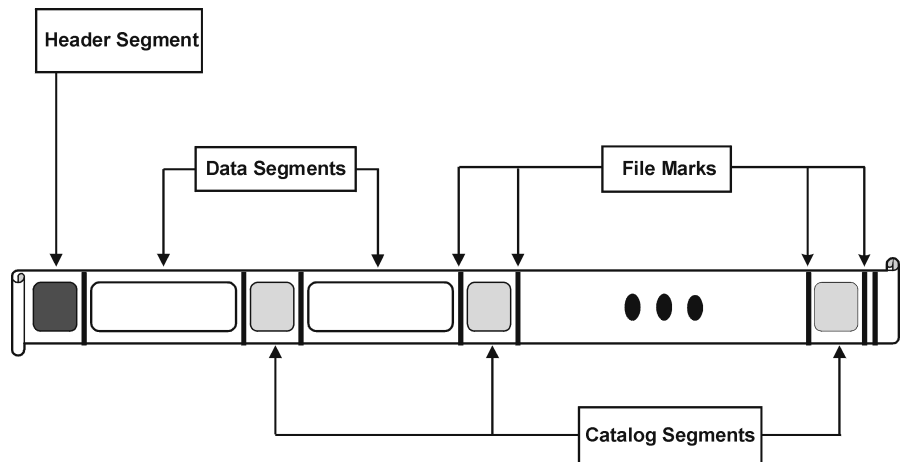 Header Segment
Data Segments
File Marks
Catalog Segments